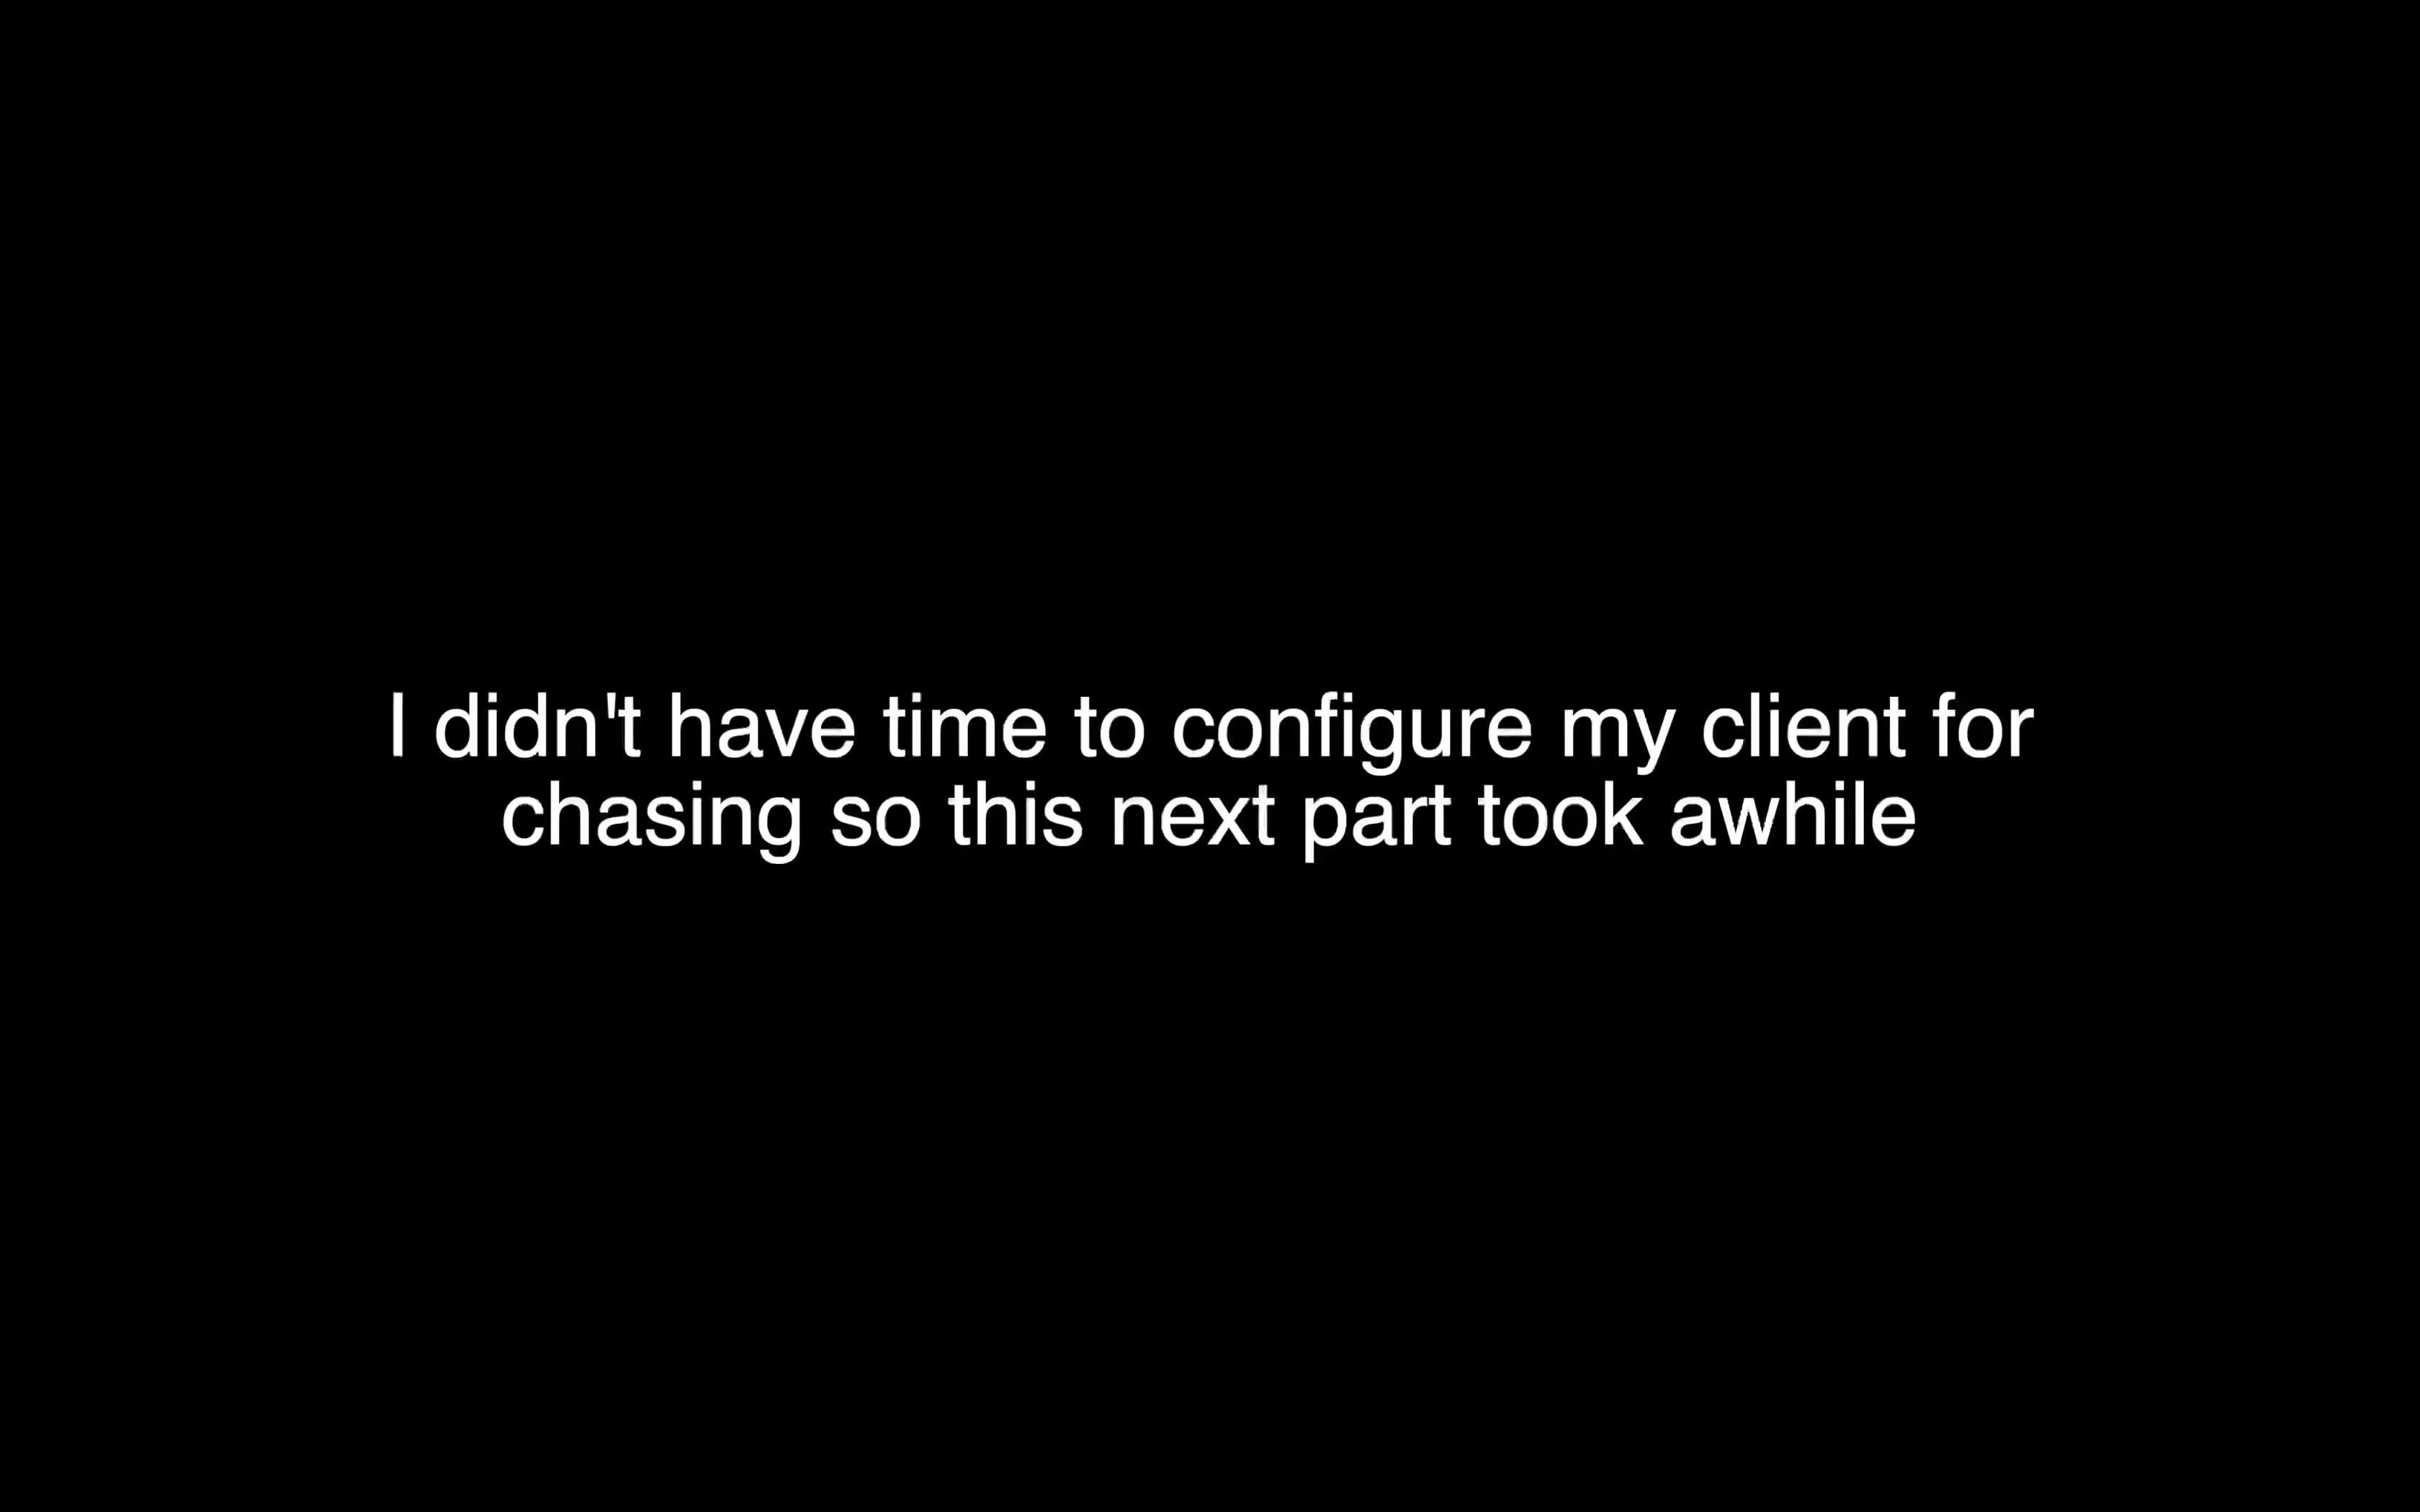 I didn't have time to configure my client for
chasing so this next part took awhile